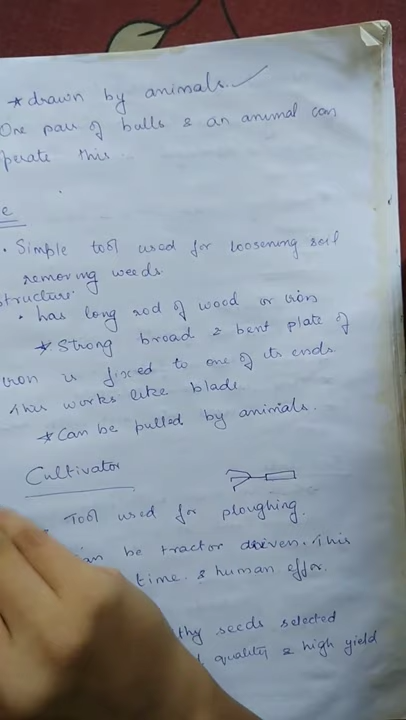 * drawn by animals. ✓
One pair of bulls & an animal can
perate this
e
• Simple tool used for loosening soil
removing weeds.
structure
• has long rod of wood or iron
* Strong broad & bent plate of
iron is fixed to one of its ends.
This works like blade.
* Can be pulled by animals.
Cultivator
Tool used for ploughing.
an be tractor driven. This
time & human effor.
thy seeds selected
quality & high yield